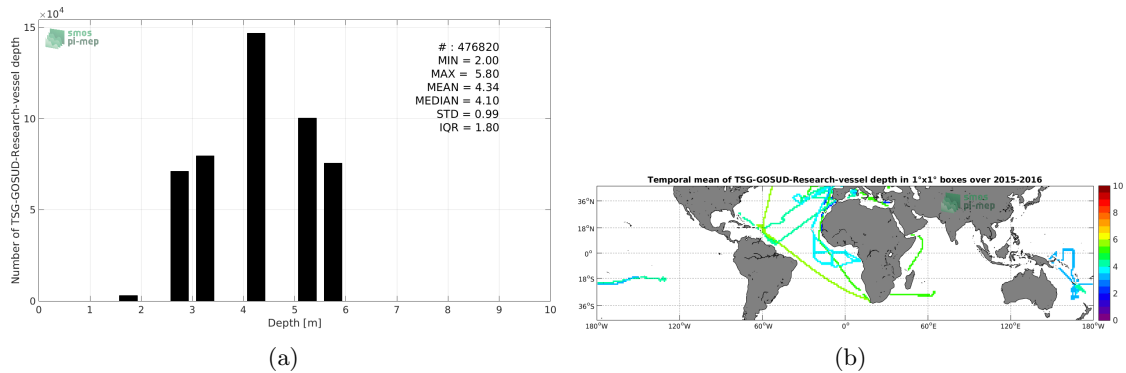 ×10⁴
15
10
5
0
Number of TSG-GOSUD-Research-vessel depth
smos
pi-mep
# : 476820
MIN = 2.00
MAX = 5.80
MEAN = 4.34
MEDIAN = 4.10
STD = 0.99
IQR = 1.80
0 1 2 3 4 5 6 7 8 9 10
Depth [m]
(a)
Temporal mean of TSG-GOSUD-Research-vessel depth in 1°x1° boxes over 2015-2016
smos
pi-mep
36°N
18°N
0°
18°S
36°S
180°W 120°W 60°W 0° 60°E 120°E 180°W
10
8
6
4
2
0
(b)